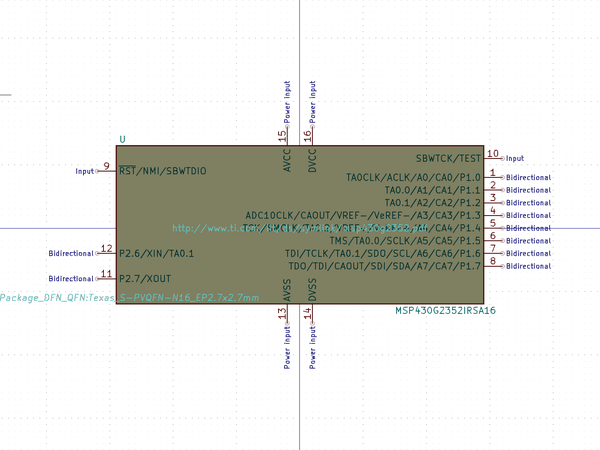 Power input
Power input
15
16
U
AVCC
DVCC
10
SBWTCK/TEST
Input
Input
9
RST/NMI/SBWTDIO
TAOCLK/ACLK/A0/CA0/P1.0
1
Bidirectional
TA0.0/A1/CA1/P1.1
2
Bidirectional
TA0.1/A2/CA2/P1.2
3
Bidirectional
ADC10CLK/CAOUT/VREF-/VeREF-/A3/CA3/P1.3
4
Bidirectional
5
Bidirectional
TMS/TA0.0/SCLK/A5/CA5/P1.5
6
Bidirectional
Bidirectional
12
P2.6/XIN/TA0.1
TDI/TCLK/TA0.1/SDO/SCL/A6/CA6/P1.6
7
Bidirectional
TDO/TDI/CAOUT/SDI/SDA/A7/CA7/P1.7
8
Bidirectional
Bidirectional
11
P2.7/XOUT
Package_DFN_QFN:Texas_S-PVQFN-N16_EP2.7x2.7mm
AVSS
DVSS
13
14
MSP430G2352IRSA16
Power input
Power input